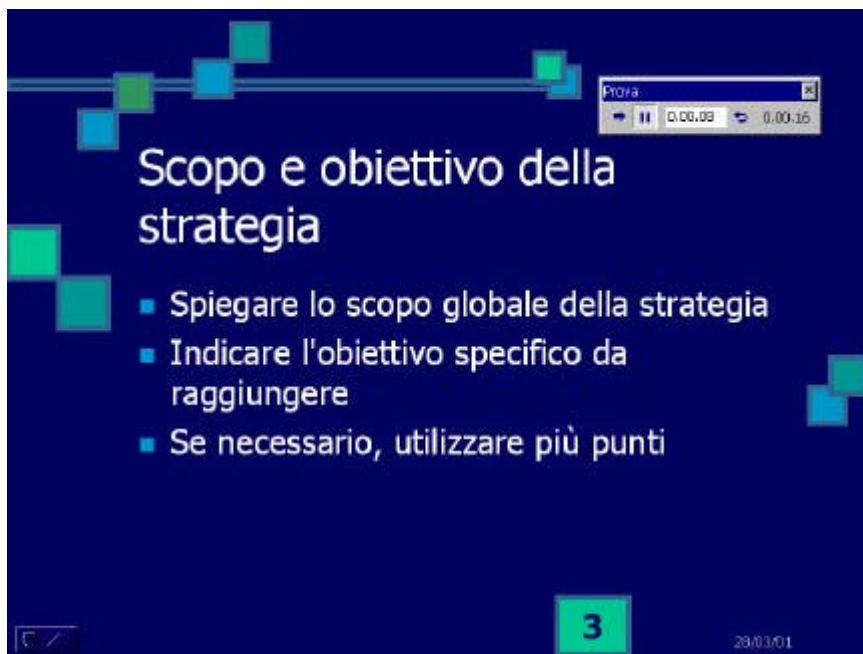 Prova
0.00.03 0.00.16
Scopo e obiettivo della
strategia
Spiegare lo scopo globale della strategia
Indicare l'obiettivo specifico da
raggiungere
Se necessario, utilizzare più punti
3
28/03/01